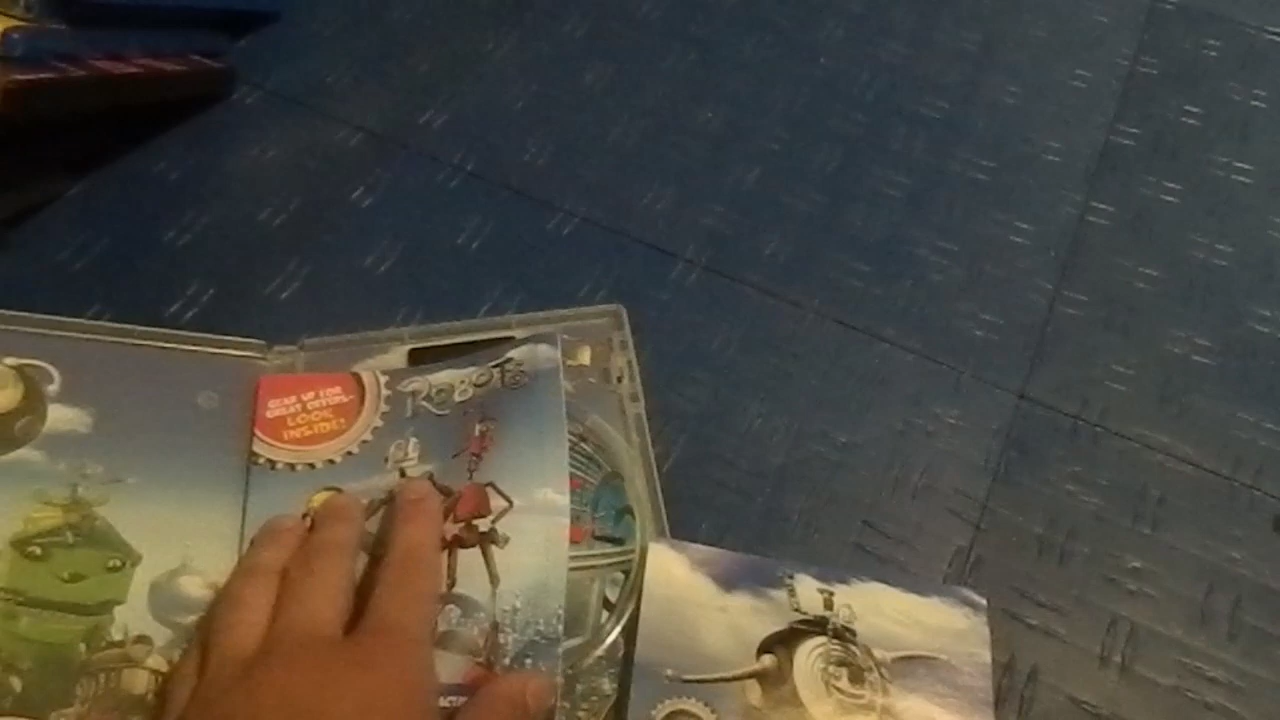 GEAR UP FOR
GREAT OFFERS-
LOOK
INSIDE!
ROBOTS